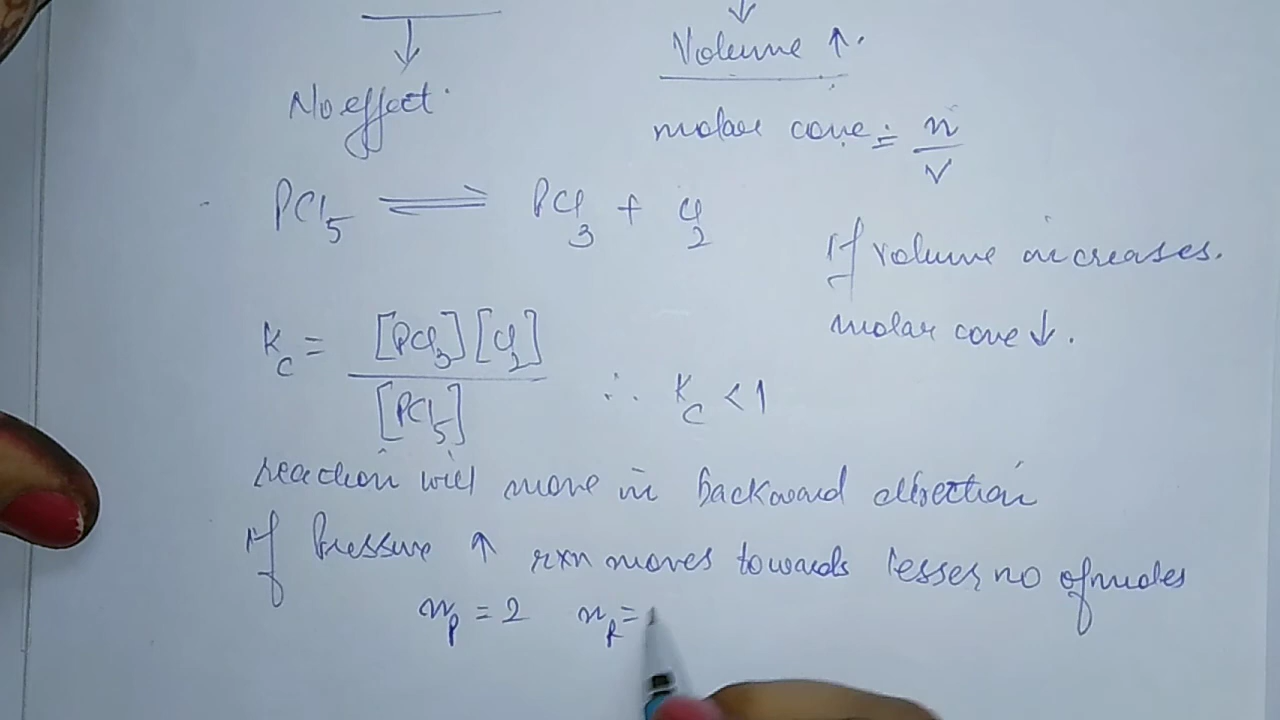 Volume ↑.
No effect.
molar conc = n/V
PCl5 ⇌ PCl3 + Cl2
If volume increases.
molar conc ↓.
Kc = [PCl3][Cl2]/[PCl5] ∴ Kc < 1
reaction will move in backward direction
If Pressure ↑ rxn moves towards lesser no of moles
nP = 2 nR =